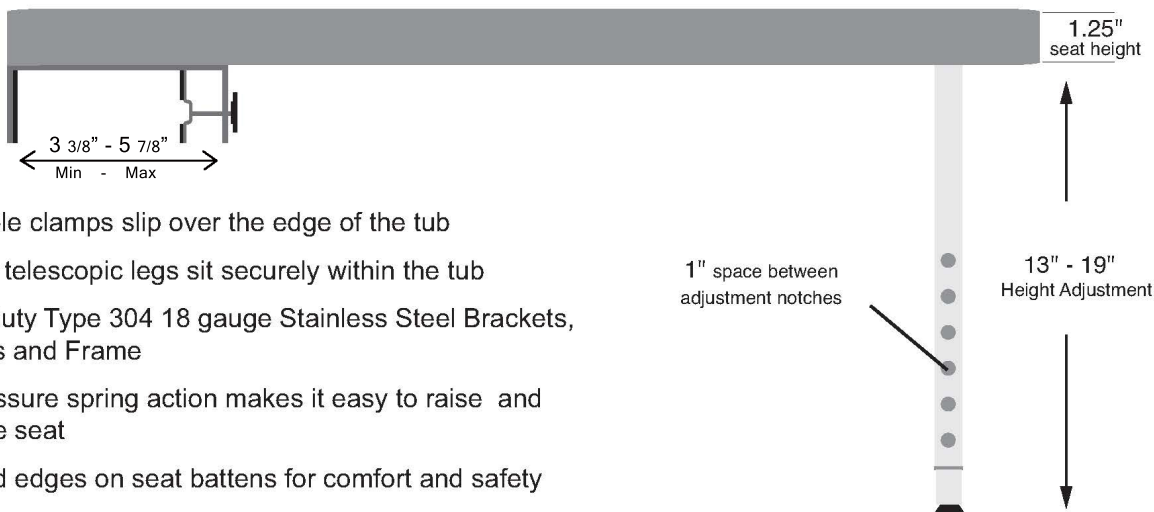 1.25"
seat height
3 3/8” - 5 7/8”
Min - Max
clamps slip over the edge of the tub
telescopic legs sit securely within the tub
Type 304 18 gauge Stainless Steel Brackets,
and Frame
spring action makes it easy to raise and
seat
edges on seat battens for comfort and safety
1" space between
adjustment notches
13" - 19"
Height Adjustment